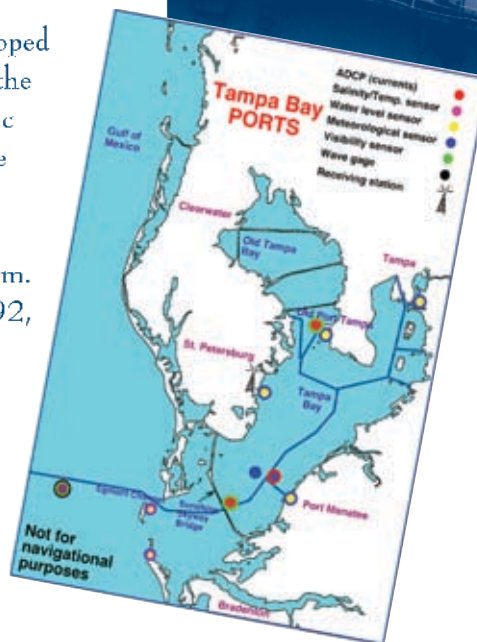 oped
the
c
e
m.
92,
Tampa Bay
PORTS
ADCP (currents)
Salinity/Temp. sensor
Water level sensor
Meteorological sensor
Visibility sensor
Wave gage
Receiving station
Gulf of
Mexico
Clearwater
Old Tampa
Bay
Tampa
Old Port Tampa
St. Petersburg
Tampa
Bay
Port Manatee
Egmont
Sunshine
Skyway
Bridge
Not for
navigational
purposes
Bradenton